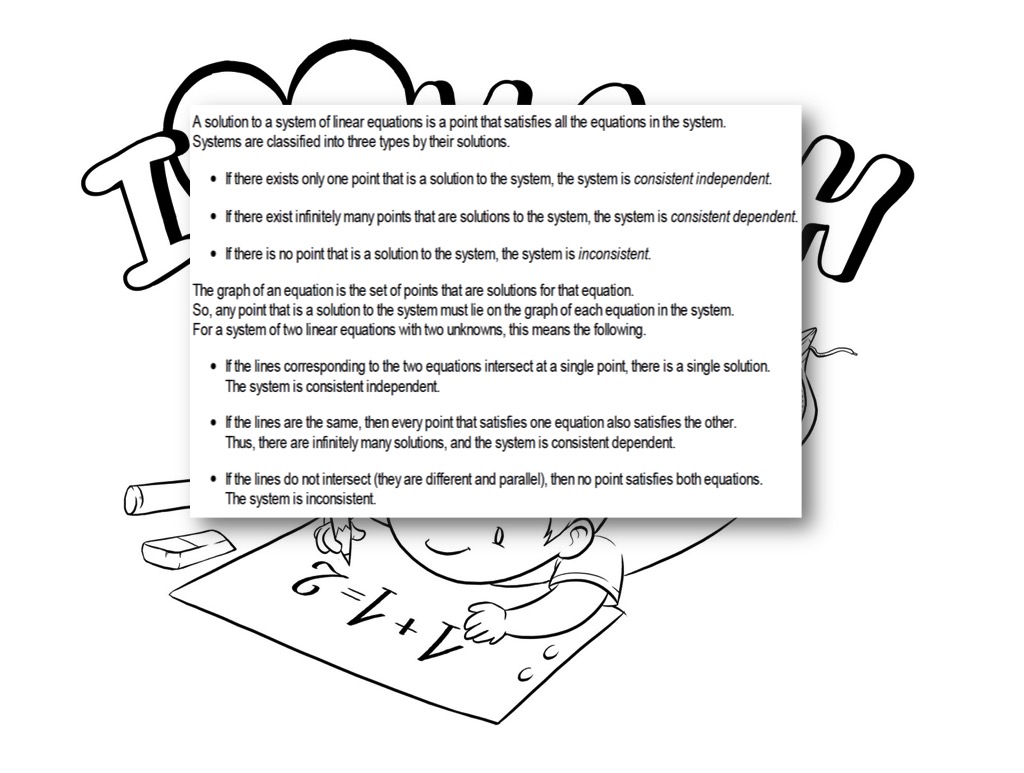 A solution to a system of linear equations is a point that satisfies all the equations in the system.
Systems are classified into three types by their solutions.
• If there exists only one point that is a solution to the system, the system is consistent independent.
• If there exist infinitely many points that are solutions to the system, the system is consistent dependent.
• If there is no point that is a solution to the system, the system is inconsistent.
The graph of an equation is the set of points that are solutions for that equation.
So, any point that is a solution to the system must lie on the graph of each equation in the system.
For a system of two linear equations with two unknowns, this means the following.
• If the lines corresponding to the two equations intersect at a single point, there is a single solution.
The system is consistent independent.
• If the lines are the same, then every point that satisfies one equation also satisfies the other.
Thus, there are infinitely many solutions, and the system is consistent dependent.
• If the lines do not intersect (they are different and parallel), then no point satisfies both equations.
The system is inconsistent.
1+1=2